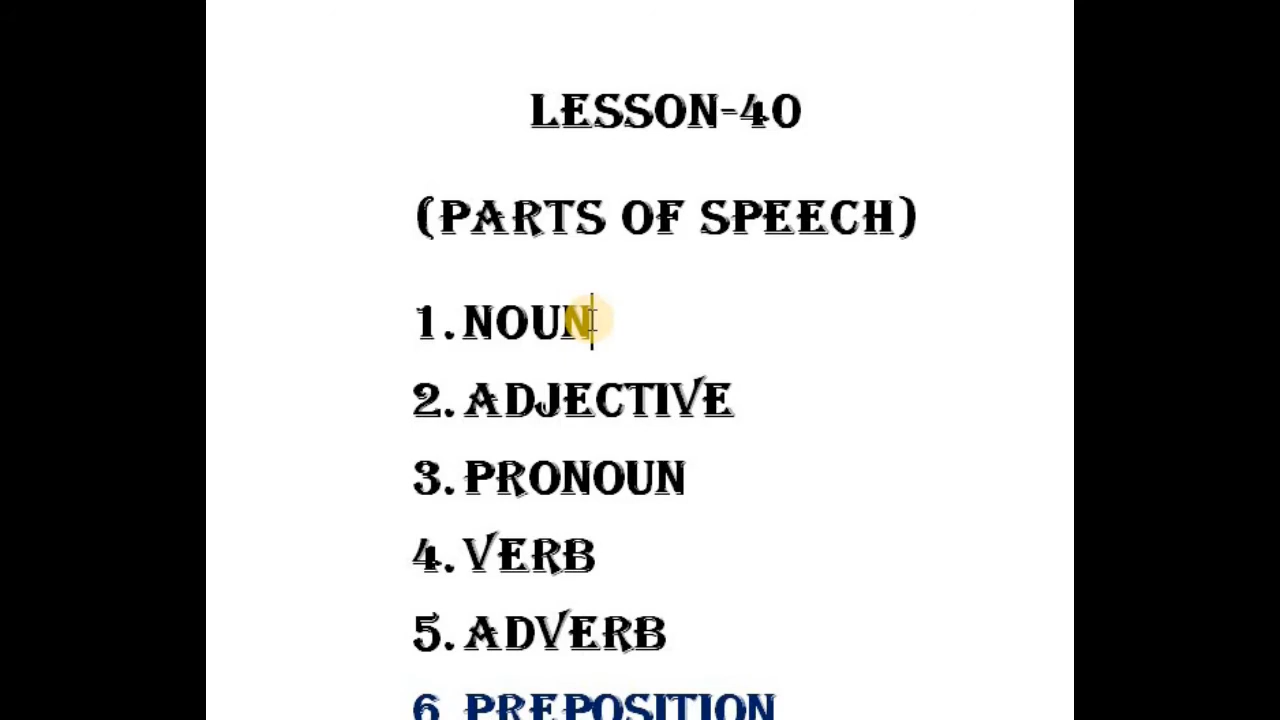 LESSON-40
(PARTS OF SPEECH)
1. NOUN
2. ADJECTIVE
3. PRONOUN
4. VERB
5. ADVERB
6. PREPOSITION